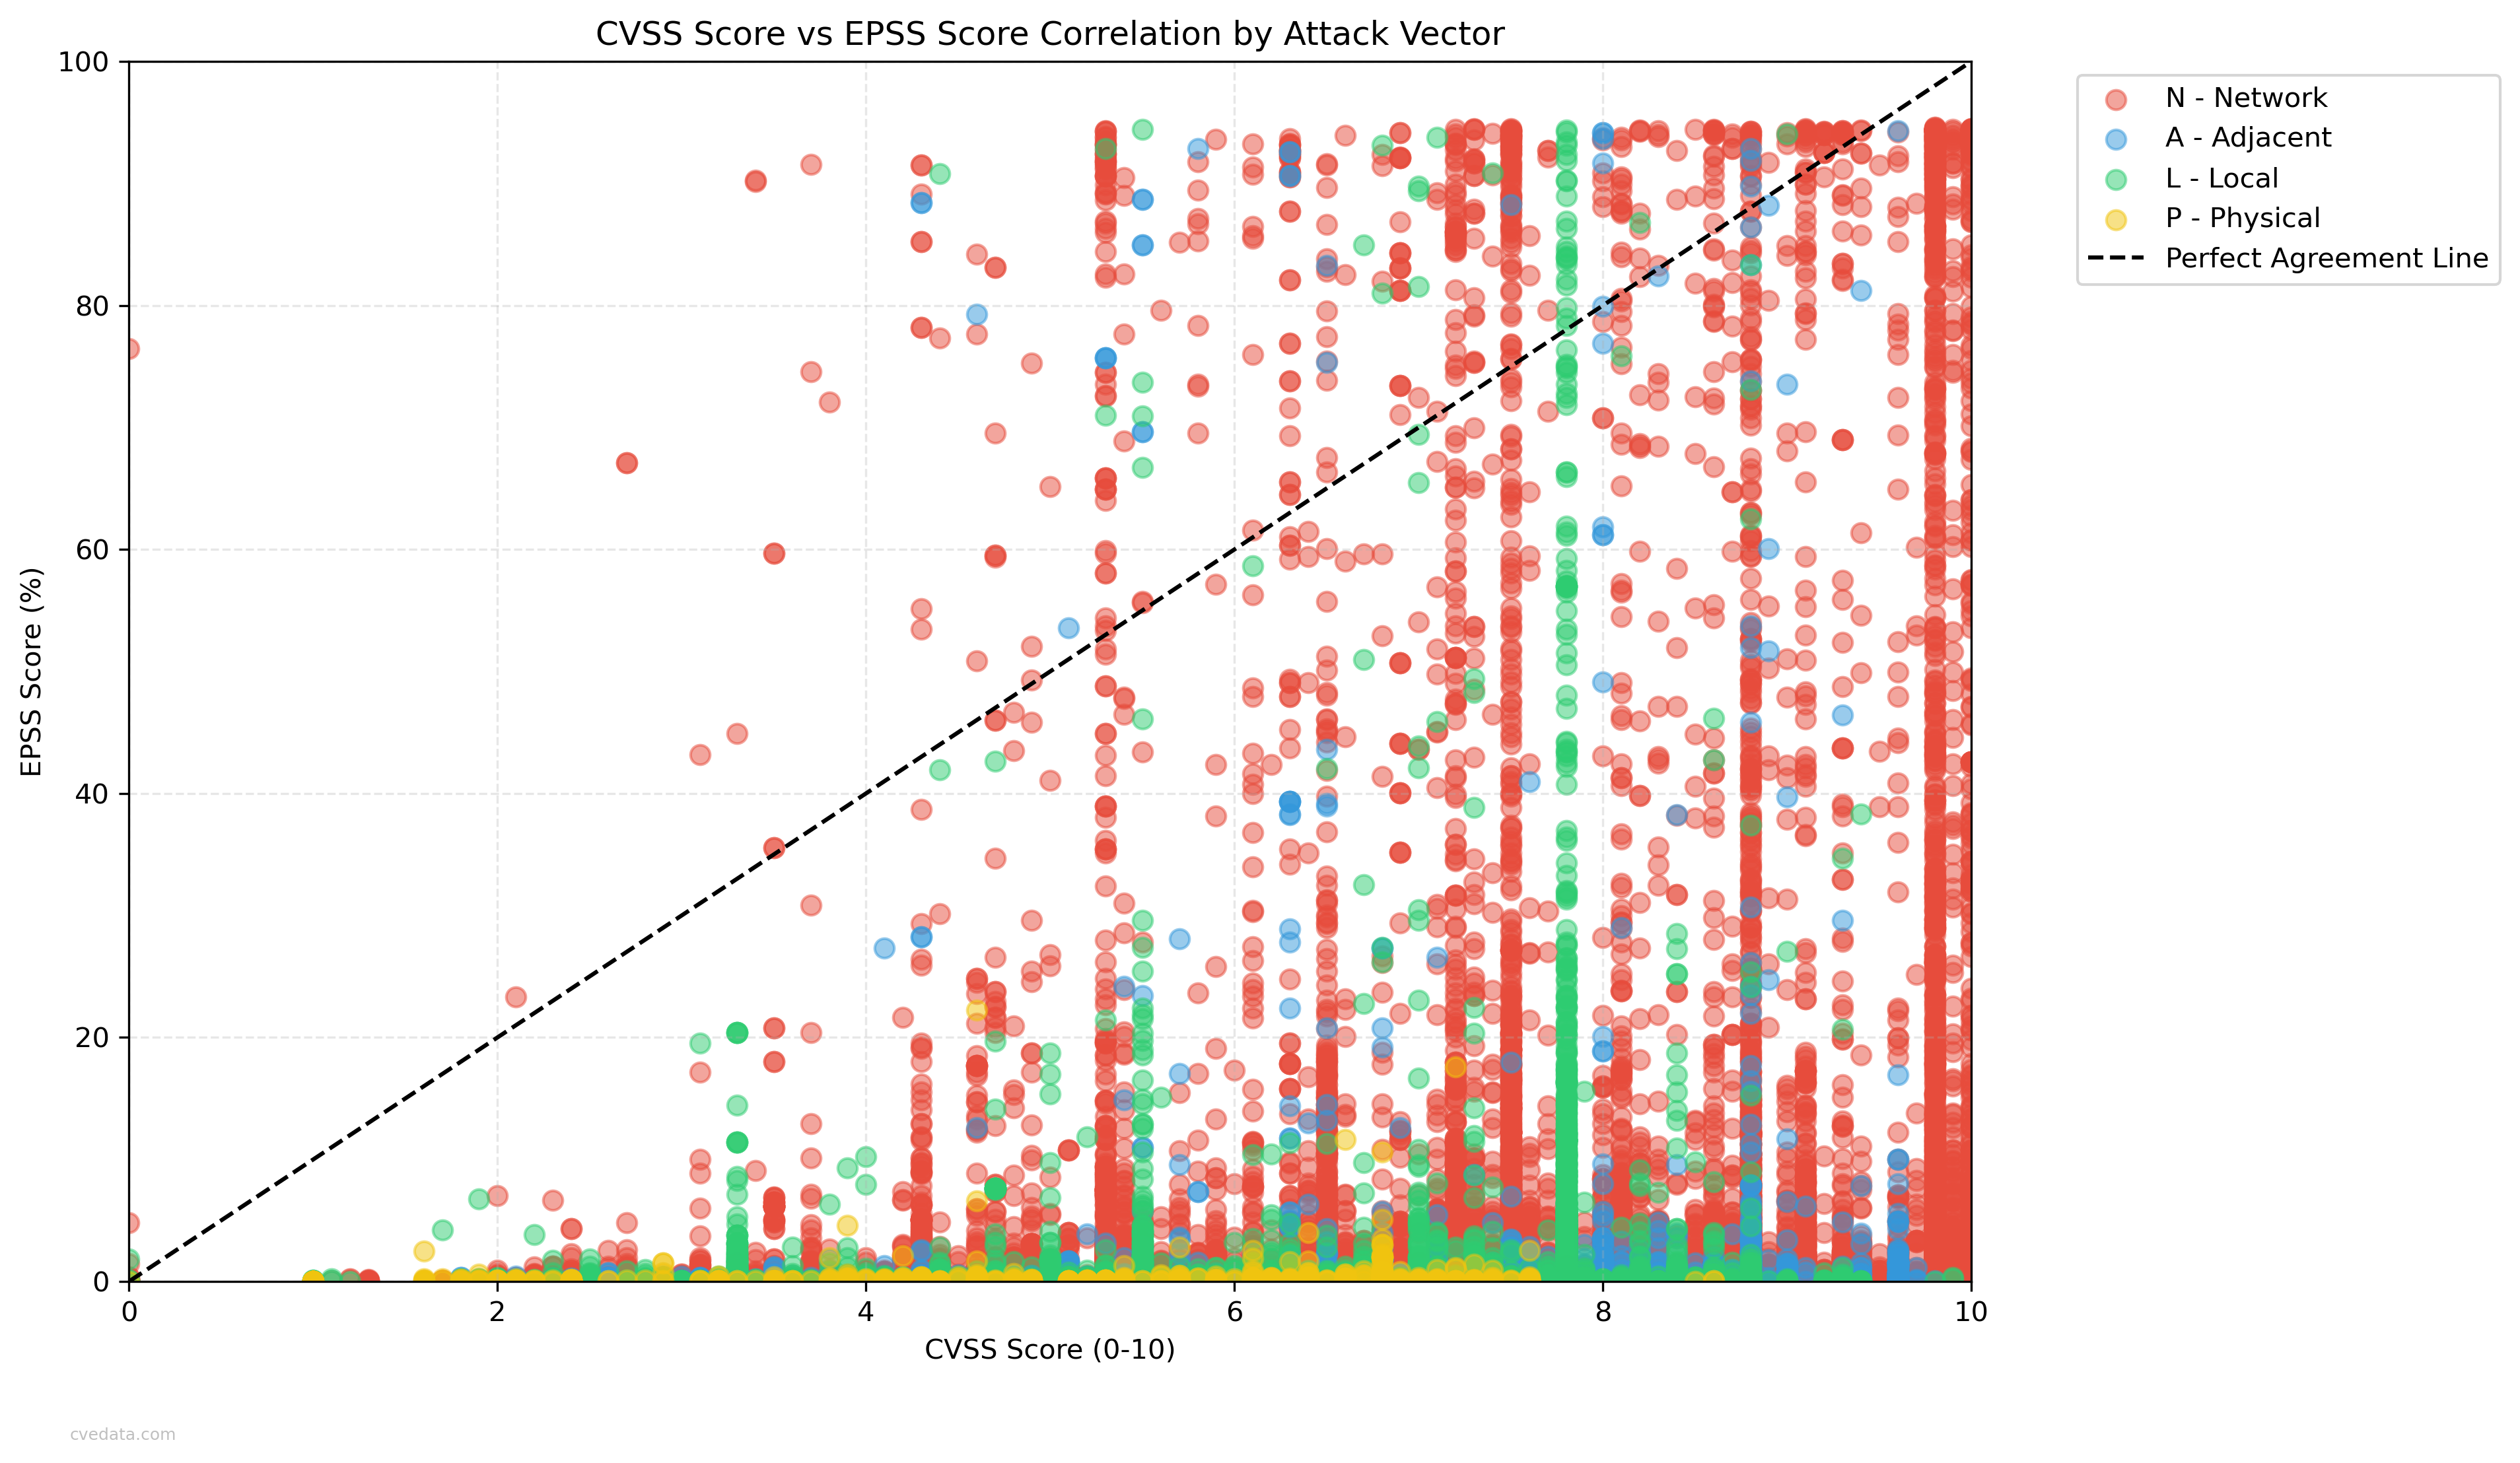 CVSS Score vs EPSS Score Correlation by Attack Vector
100
80
60
40
20
0
EPSS Score (%)
0 2 4 6 8 10
CVSS Score (0-10)
N - Network
A - Adjacent
L - Local
P - Physical
Perfect Agreement Line
cvedata.com